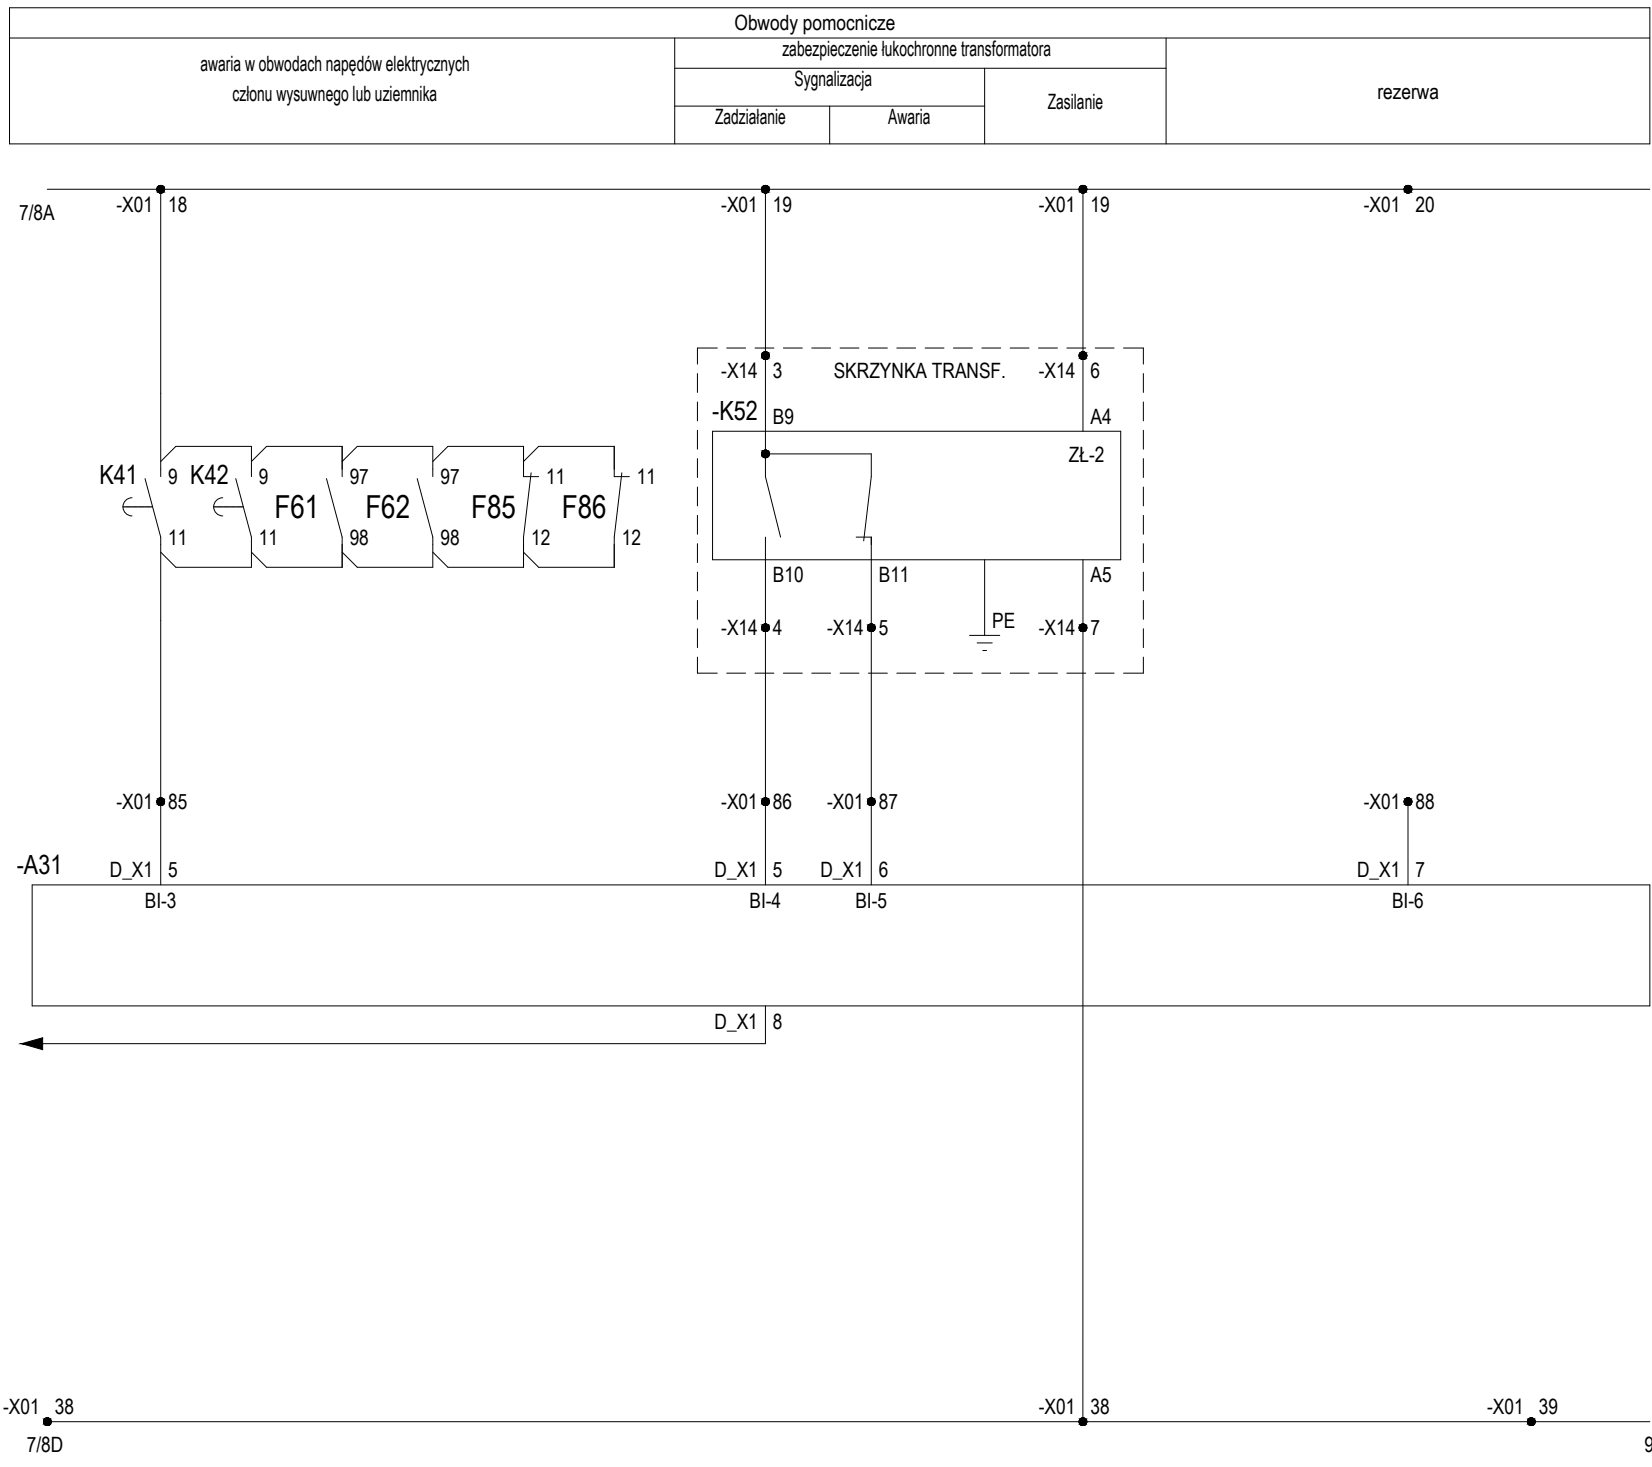 Obwody pomocnicze
awaria w obwodach napędów elektrycznych
członu wysuwnego lub uziemnika
zabezpieczenie łukochronne transformatora
Sygnalizacja
Zadziałanie
Awaria
Zasilanie
rezerwa
7/8A
-X01 18
-X01 19
-X01 19
-X01 20
-X14 3
SKRZYNKA TRANSF.
-X14 6
-K52 B9
A4
ZŁ-2
K41 9
K42 9
F61 97
F62 97
F85 11
F86 11
11
11
98
98
12
12
B10
B11
A5
-X14 4
-X14 5
PE
-X14 7
-X01 85
-X01 86
-X01 87
-X01 88
-A31
D_X1 5
D_X1 5
D_X1 6
D_X1 7
BI-3
BI-4
BI-5
BI-6
D_X1 8
-X01 38
-X01 38
-X01 39
7/8D
9